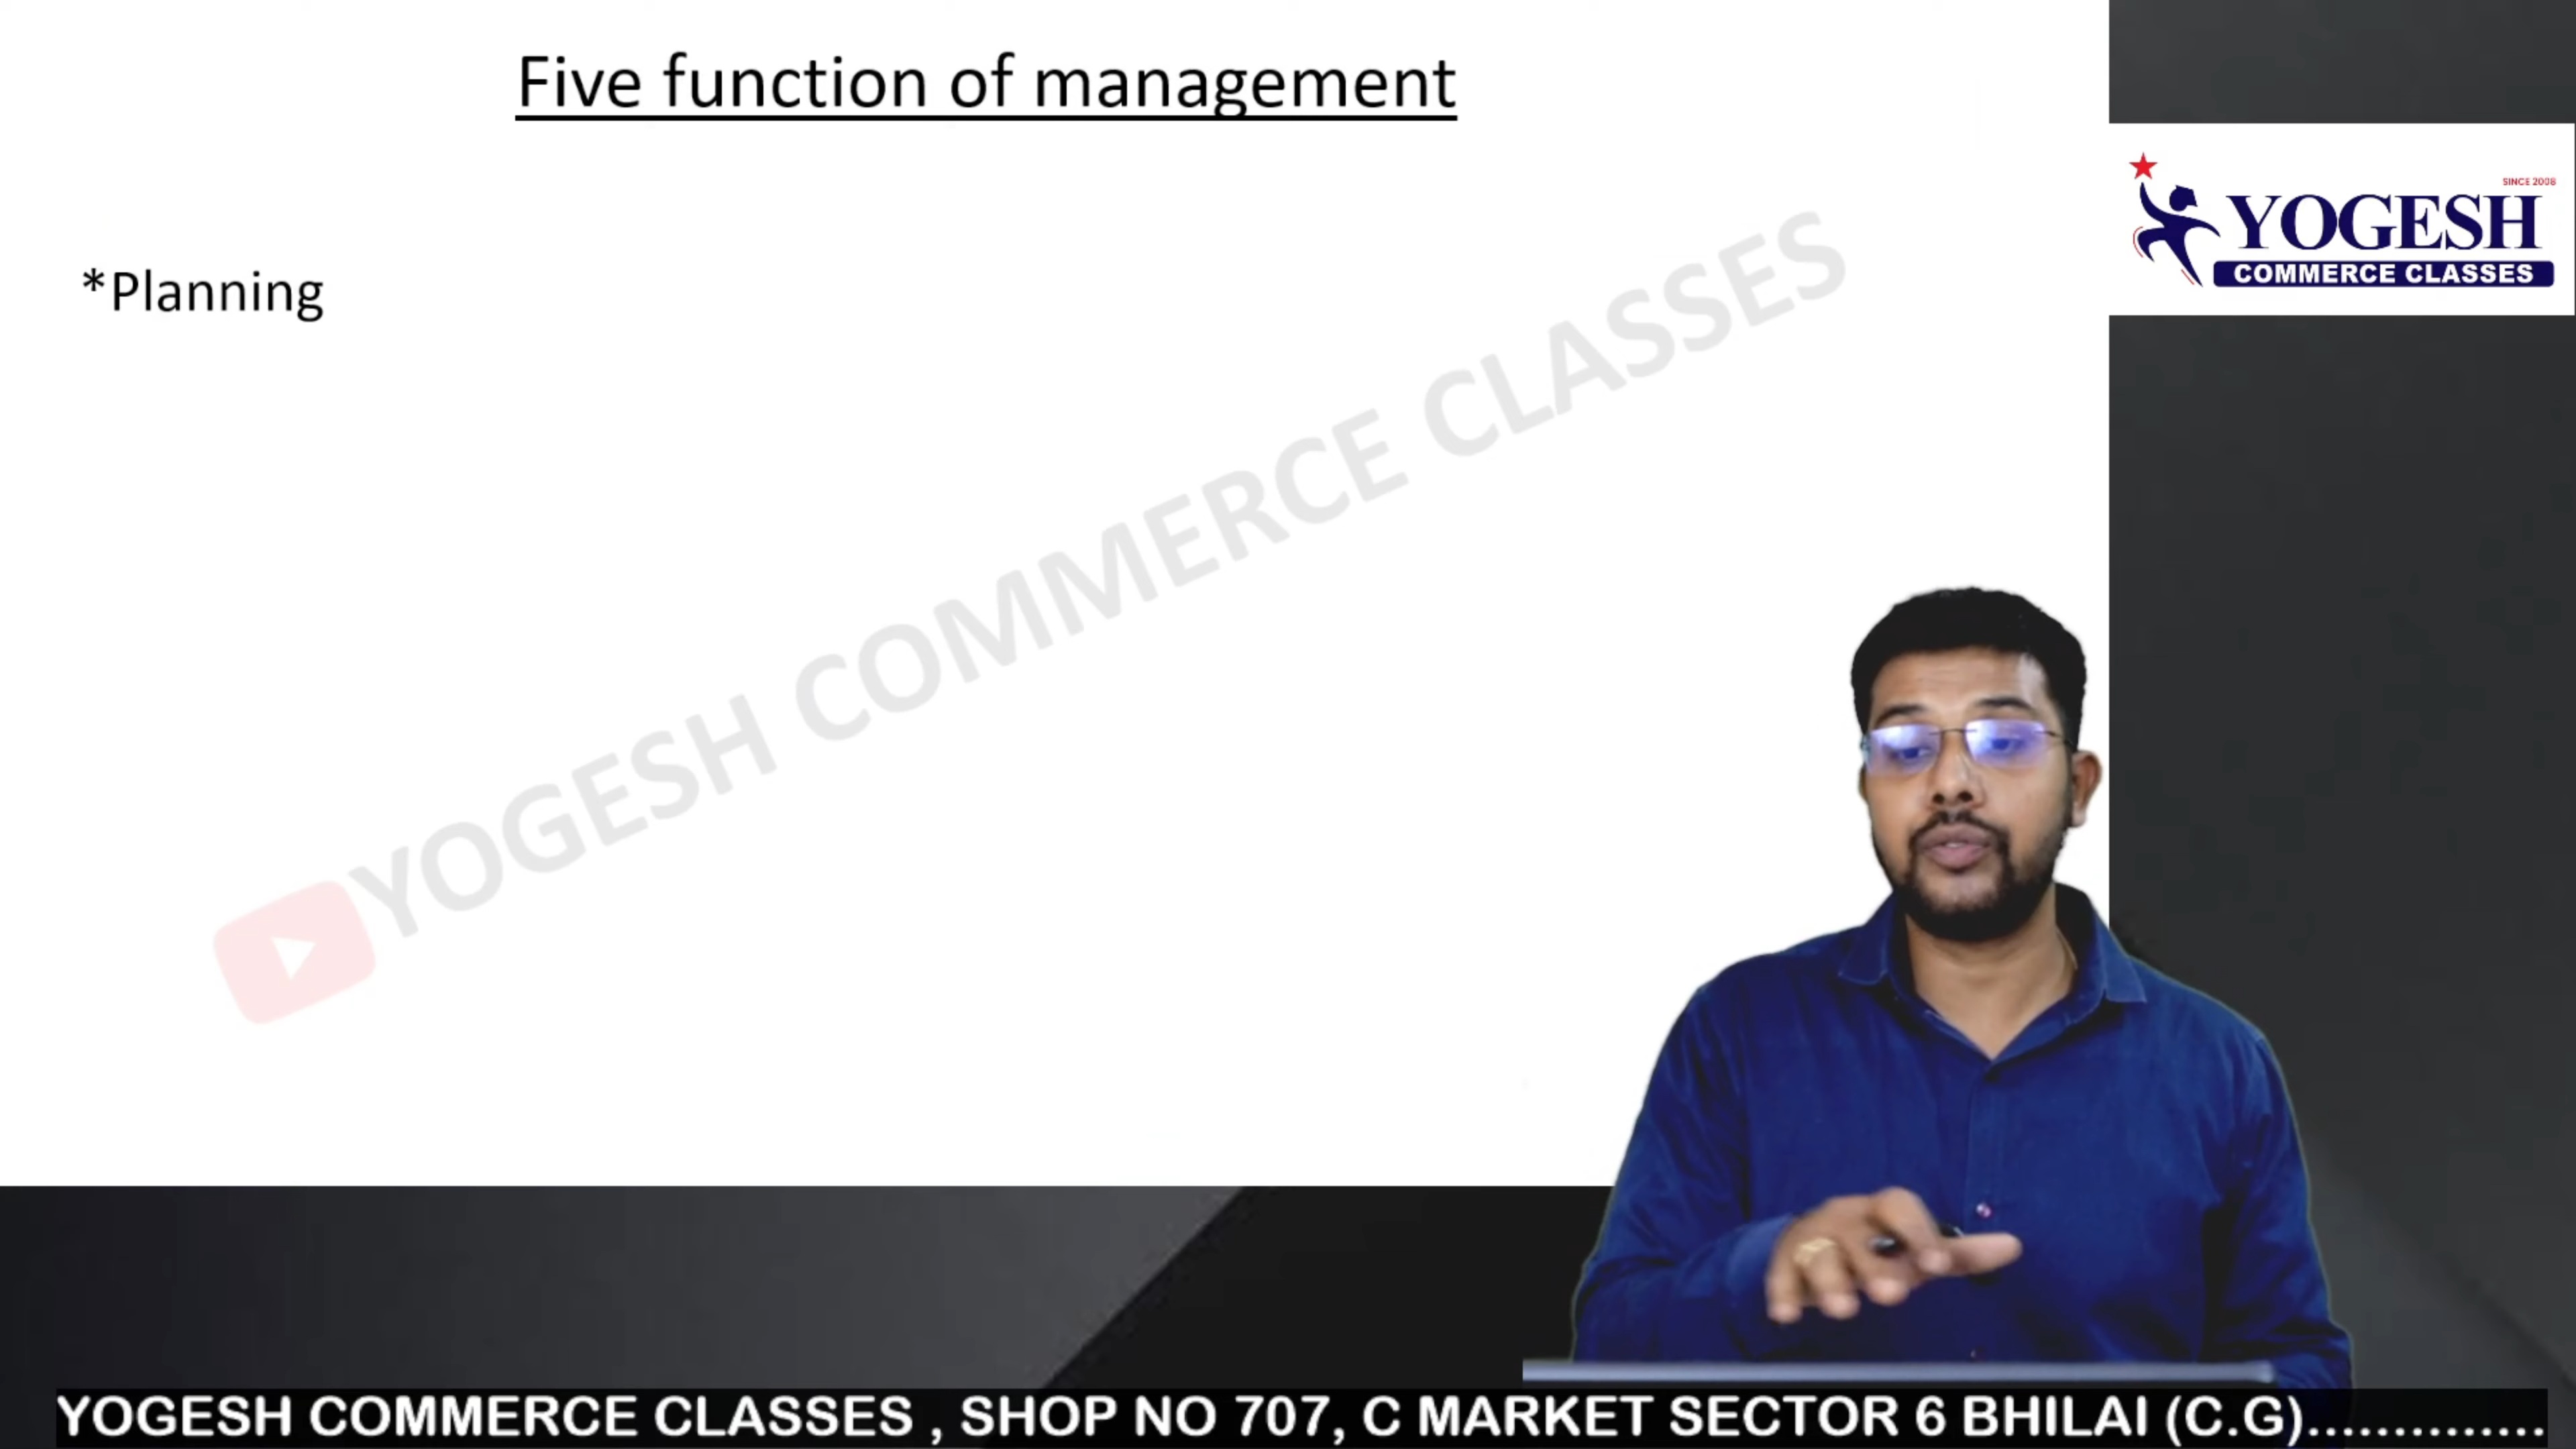 Five function of management
SINCE 2008
YOGESH
COMMERCE CLASSES
*Planning
YOGESH COMMERCE CLASSES
YOGESH COMMERCE CLASSES , SHOP NO 707, C MARKET SECTOR 6 BHILAI (C.G)..............